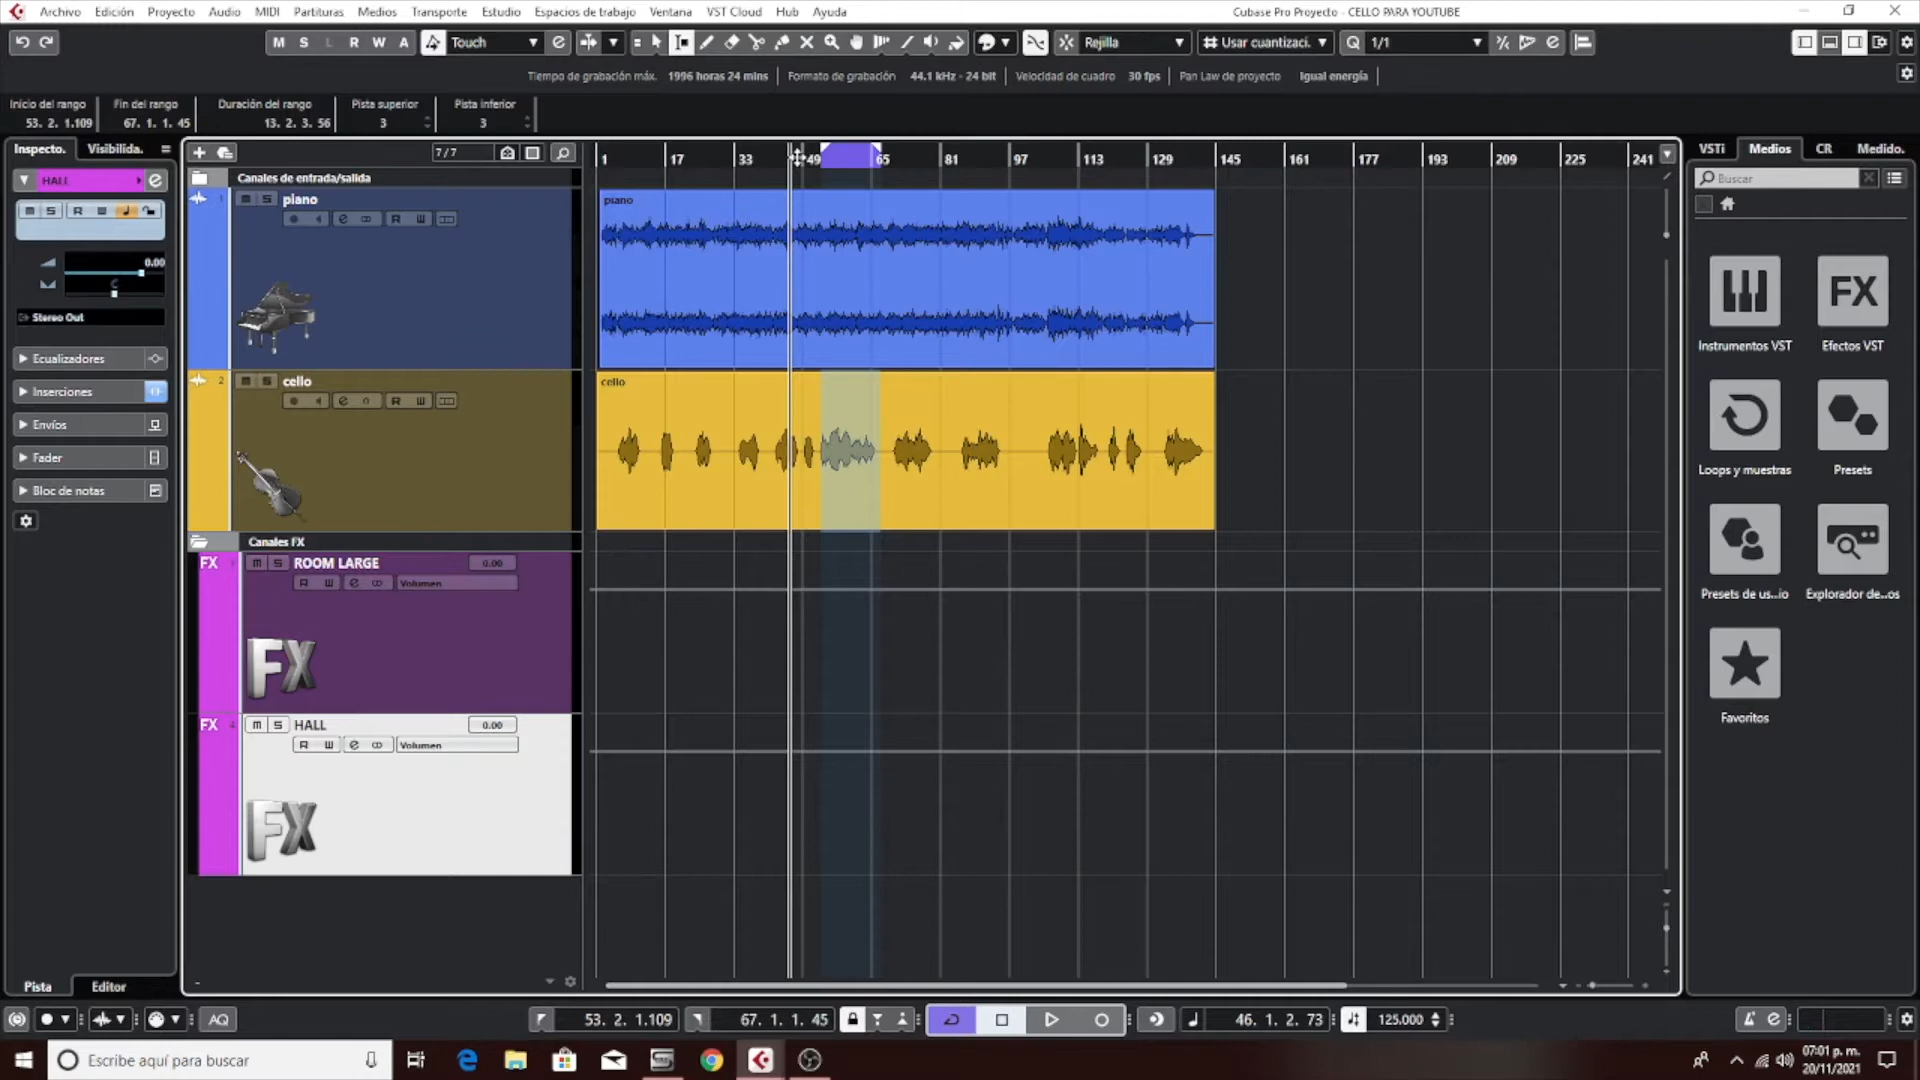 Archivo Edición Proyecto Audio MIDI Partituras Medios Transporte Estudio Espacios de trabajo Ventana VST Cloud Hub Ayuda Cubase Pro Proyecto - CELLO PARA YOUTUBE
M S L R W A Touch Rejilla Usar cuantizaci. Q 1/1
Tiempo de grabación máx. 1996 horas 24 mins Formato de grabación 44.1 kHz - 24 bit Velocidad de cuadro 30 fps Pan Law de proyecto Igual energía
Inicio del rango Fin del rango Duración del rango Pista superior Pista inferior
53. 2. 1.109 67. 1. 1. 45 13. 2. 3. 56 3 3
Inspecto. Visibilida. 7/7 1 17 33 49 65 81 97 113 129 145 161 177 193 209 225 241 VSTi Medios CR Medido.
HALL Canales de entrada/salida Buscar
M S R W 1 m S piano piano
R W
0.00
C
Stereo Out
Instrumentos VST FX Efectos VST
Ecualizadores
2 m S cello cello
Inserciones
R W
Envíos
Fader
Loops y muestras Presets
Bloc de notas
Canales FX
FX m S ROOM LARGE 0.00
R W Volumen
Presets de us...io Explorador de...os
FX
FX 4 m S HALL 0.00
R W Volumen
Favoritos
FX
Pista Editor
AQ 53. 2. 1.109 67. 1. 1. 45 46. 1. 2. 73 125.000
Escribe aquí para buscar
07:01 p. m.
20/11/2021